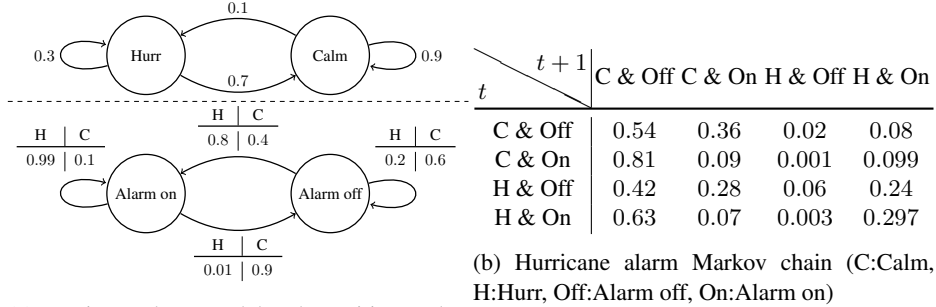 0.1
0.3
Hurr
Calm
0.9
0.7
H C
0.99 0.1
H C
0.8 0.4
H C
0.2 0.6
Alarm on
Alarm off
H C
0.01 0.9
t + 1
t
C & Off C & On H & Off H & On
C & Off 0.54 0.36 0.02 0.08
C & On 0.81 0.09 0.001 0.099
H & Off 0.42 0.28 0.06 0.24
H & On 0.63 0.07 0.003 0.297
(b) Hurricane alarm Markov chain (C:Calm,
H:Hurr, Off:Alarm off, On:Alarm on)